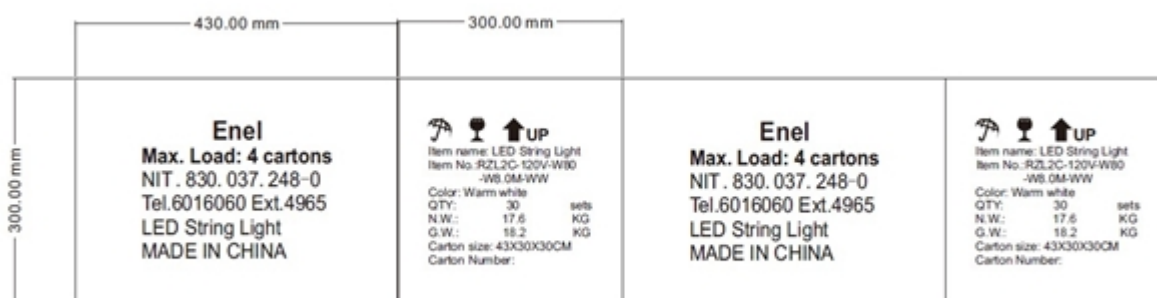 430.00 mm
300.00 mm
300.00 mm
Enel
Max. Load: 4 cartons
NIT. 830. 037. 248-0
Tel.6016060 Ext.4965
LED String Light
MADE IN CHINA
UP
Item name: LED String Light
Item No.:RZL2C-120V-W80
-W8.0M-WW
Color: Warm white
QTY: 30 sets
N.W.: 17.6 KG
G.W.: 18.2 KG
Carton size: 43X30X30CM
Carton Number:
Enel
Max. Load: 4 cartons
NIT. 830. 037. 248-0
Tel.6016060 Ext.4965
LED String Light
MADE IN CHINA
UP
Item name: LED String Light
Item No.:RZL2C-120V-W80
-W8.0M-WW
Color: Warm white
QTY: 30 sets
N.W.: 17.6 KG
G.W.: 18.2 KG
Carton size: 43X30X30CM
Carton Number: